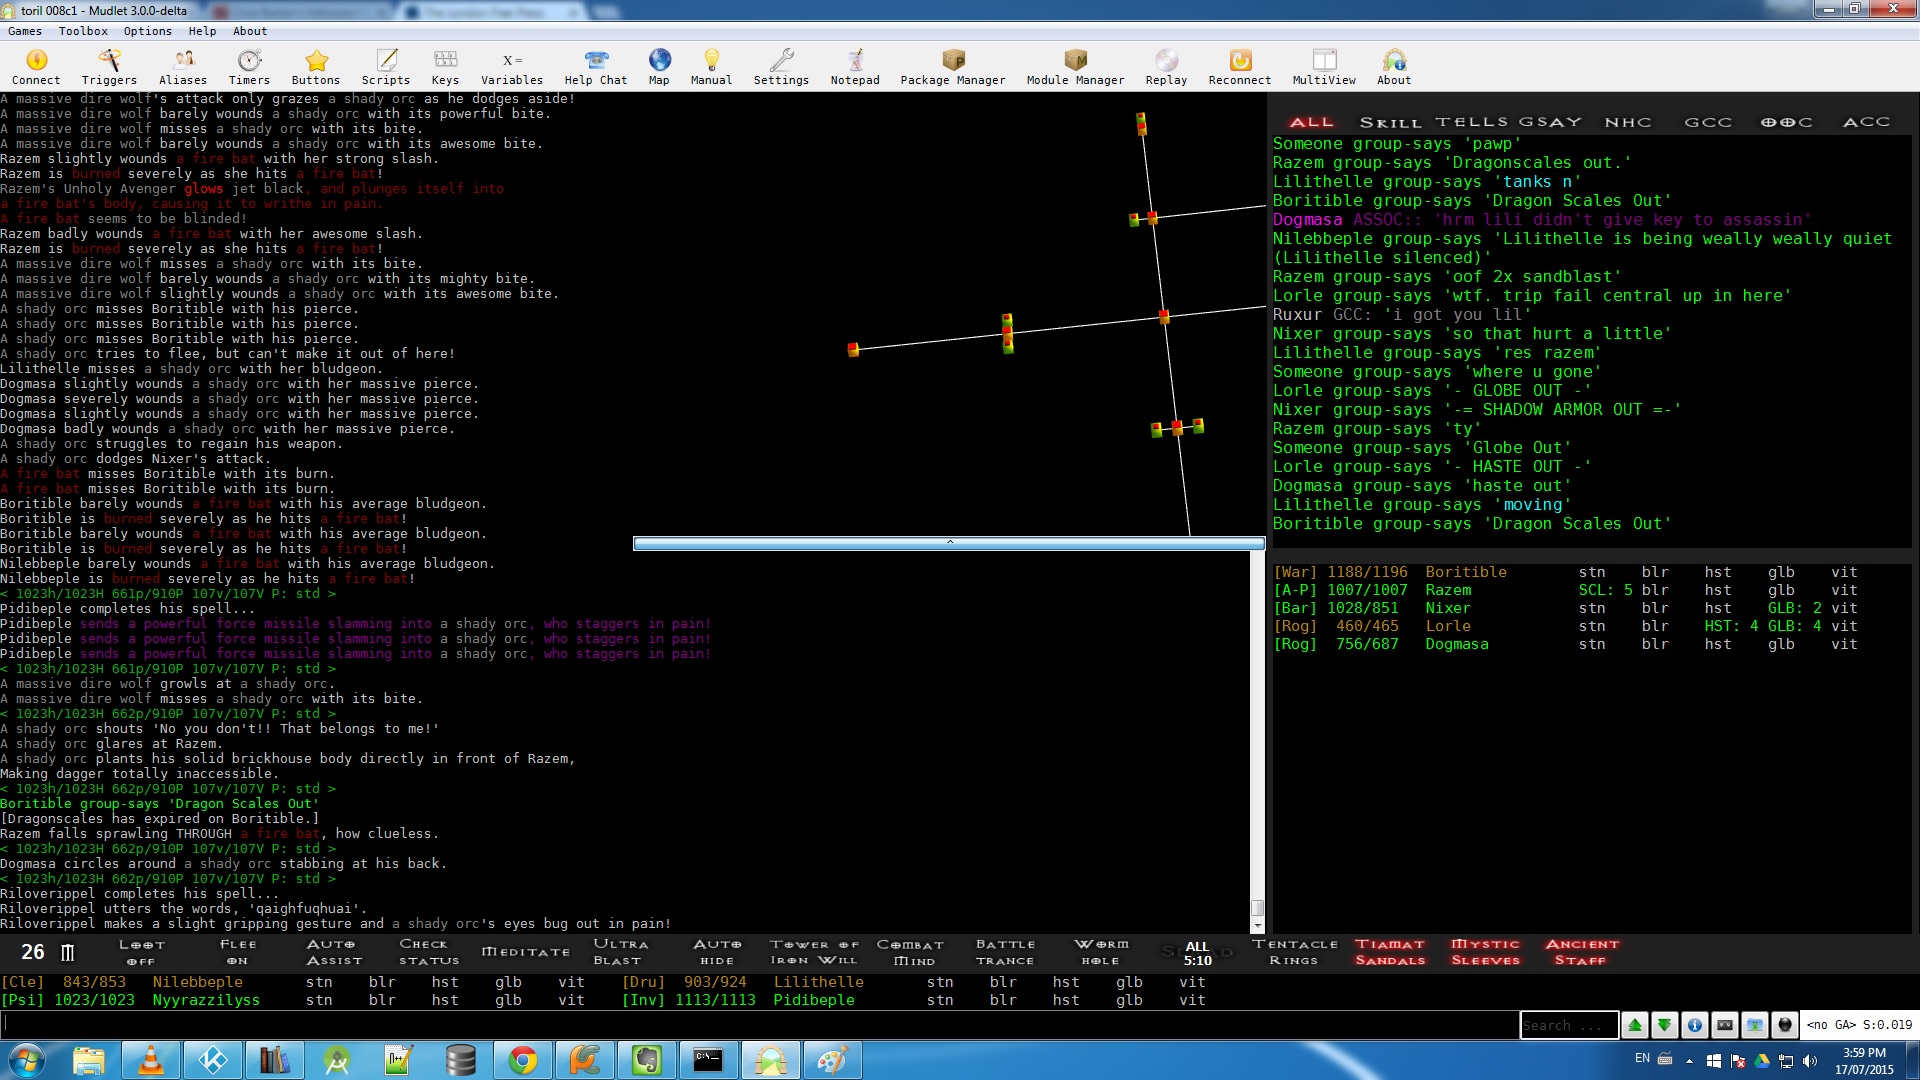 toril 008c1 - Mudlet 3.0.0-delta
Games Toolbox Options Help About
Connect Triggers Aliases Timers Buttons Scripts Keys Variables Help Chat Map Manual Settings Notepad Package Manager Module Manager Replay Reconnect MultiView About
A massive dire wolf's attack only grazes a shady orc as he dodges aside!
A massive dire wolf barely wounds a shady orc with its powerful bite.
A massive dire wolf misses a shady orc with its bite.
A massive dire wolf barely wounds a shady orc with its awesome bite.
Razem slightly wounds a fire bat with her strong slash.
Razem is burned severely as she hits a fire bat!
Razem's Unholy Avenger glows jet black, and plunges itself into
a fire bat's body, causing it to writhe in pain.
A fire bat seems to be blinded!
Razem badly wounds a fire bat with her awesome slash.
Razem is burned severely as she hits a fire bat!
A massive dire wolf misses a shady orc with its bite.
A massive dire wolf barely wounds a shady orc with its mighty bite.
A massive dire wolf slightly wounds a shady orc with its awesome bite.
A shady orc misses Boritible with his pierce.
A shady orc misses Boritible with his pierce.
A shady orc misses Boritible with his pierce.
A shady orc tries to flee, but can't make it out of here!
Lilithelle misses a shady orc with her bludgeon.
Dogmasa slightly wounds a shady orc with her massive pierce.
Dogmasa severely wounds a shady orc with her massive pierce.
Dogmasa slightly wounds a shady orc with her massive pierce.
Dogmasa badly wounds a shady orc with her massive pierce.
A shady orc struggles to regain his weapon.
A shady orc dodges Nixer's attack.
A fire bat misses Boritible with its burn.
A fire bat misses Boritible with its burn.
Boritible barely wounds a fire bat with his average bludgeon.
Boritible is burned severely as he hits a fire bat!
Boritible barely wounds a fire bat with his average bludgeon.
Boritible is burned severely as he hits a fire bat!
Nilebbeple barely wounds a fire bat with his average bludgeon.
Nilebbeple is burned severely as he hits a fire bat!
< 1023h/1023H 661p/910P 107v/107V P: std >
Pidibeple completes his spell...
Pidibeple sends a powerful force missile slamming into a shady orc, who staggers in pain!
Pidibeple sends a powerful force missile slamming into a shady orc, who staggers in pain!
Pidibeple sends a powerful force missile slamming into a shady orc, who staggers in pain!
< 1023h/1023H 661p/910P 107v/107V P: std >
A massive dire wolf growls at a shady orc.
A massive dire wolf misses a shady orc with its bite.
< 1023h/1023H 662p/910P 107v/107V P: std >
A shady orc shouts 'No you don't!! That belongs to me!'
A shady orc glares at Razem.
A shady orc plants his solid brickhouse body directly in front of Razem,
Making dagger totally inaccessible.
< 1023h/1023H 662p/910P 107v/107V P: std >
Boritible group-says 'Dragon Scales Out'
[Dragonscales has expired on Boritible.]
Razem falls sprawling THROUGH a fire bat, how clueless.
< 1023h/1023H 662p/910P 107v/107V P: std >
Dogmasa circles around a shady orc stabbing at his back.
< 1023h/1023H 662p/910P 107v/107V P: std >
Riloverippel completes his spell...
Riloverippel utters the words, 'qaighfuqhuai'.
Riloverippel makes a slight gripping gesture and a shady orc's eyes bug out in pain!
ALL SKILL TELLS GSAY NHC GCC OOC ACC
Someone group-says 'pawp'
Razem group-says 'Dragonscales out.'
Lilithelle group-says 'tanks n'
Boritible group-says 'Dragon Scales Out'
Dogmasa ASSOC:: 'hrm lili didn't give key to assassin'
Nilebbeple group-says 'Lilithelle is being weally weally quiet
(Lilithelle silenced)'
Razem group-says 'oof 2x sandblast'
Lorle group-says 'wtf. trip fail central up in here'
Ruxur GCC: 'i got you lil'
Nixer group-says 'so that hurt a little'
Lilithelle group-says 'res razem'
Someone group-says 'where u gone'
Lorle group-says '- GLOBE OUT -'
Nixer group-says '-= SHADOW ARMOR OUT =-'
Razem group-says 'ty'
Someone group-says 'Globe Out'
Lorle group-says '- HASTE OUT -'
Dogmasa group-says 'haste out'
Lilithelle group-says 'moving'
Boritible group-says 'Dragon Scales Out'
[War] 1188/1196 Boritible stn blr hst glb vit
[A-P] 1007/1007 Razem SCL: 5 blr hst glb vit
[Bar] 1028/851 Nixer stn blr hst GLB: 2 vit
[Rog] 460/465 Lorle stn blr HST: 4 GLB: 4 vit
[Rog] 756/687 Dogmasa stn blr hst glb vit
26 LOOT OFF FLEE ON AUTO ASSIST CHECK STATUS MEDITATE ULTRA BLAST AUTO HIDE TOWER OF IRON WILL COMBAT MIND BATTLE TRANCE WORM HOLE ALL 5:10 TENTACLE RINGS TIAMAT SANDALS MYSTIC SLEEVES ANCIENT STAFF
[Cle] 843/853 Nilebbeple stn blr hst glb vit [Dru] 903/924 Lilithelle stn blr hst glb vit
[Psi] 1023/1023 Nyyrazzilyss stn blr hst glb vit [Inv] 1113/1113 Pidibeple stn blr hst glb vit
Search ... <no GA> S:0.019
EN 3:59 PM
17/07/2015